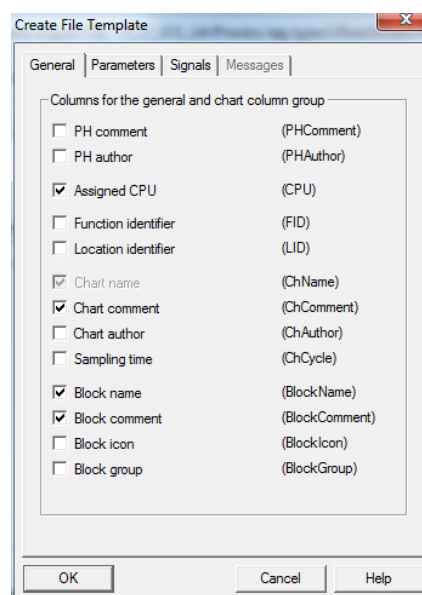 Create File Template
General Parameters Signals Messages
Columns for the general and chart column group
PH comment (PHComment)
PH author (PHAuthor)
Assigned CPU (CPU)
Function identifier (FID)
Location identifier (LID)
Chart name (ChName)
Chart comment (ChComment)
Chart author (ChAuthor)
Sampling time (ChCycle)
Block name (BlockName)
Block comment (BlockComment)
Block icon (BlockIcon)
Block group (BlockGroup)
OK Cancel Help